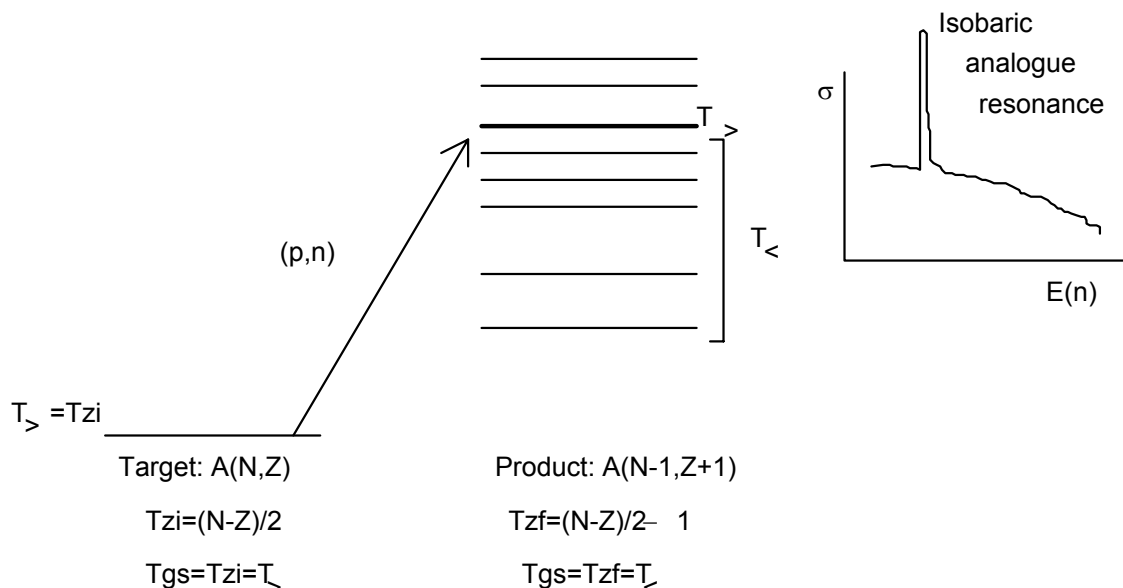 Isobaric
analogue
resonance
σ
E(n)
T>
T<
(p,n)
T> =Tzi
Target: A(N,Z)
Product: A(N-1,Z+1)
Tzi=(N-Z)/2
Tzf=(N-Z)/2– 1
Tgs=Tzi=T>
Tgs=Tzf=T<